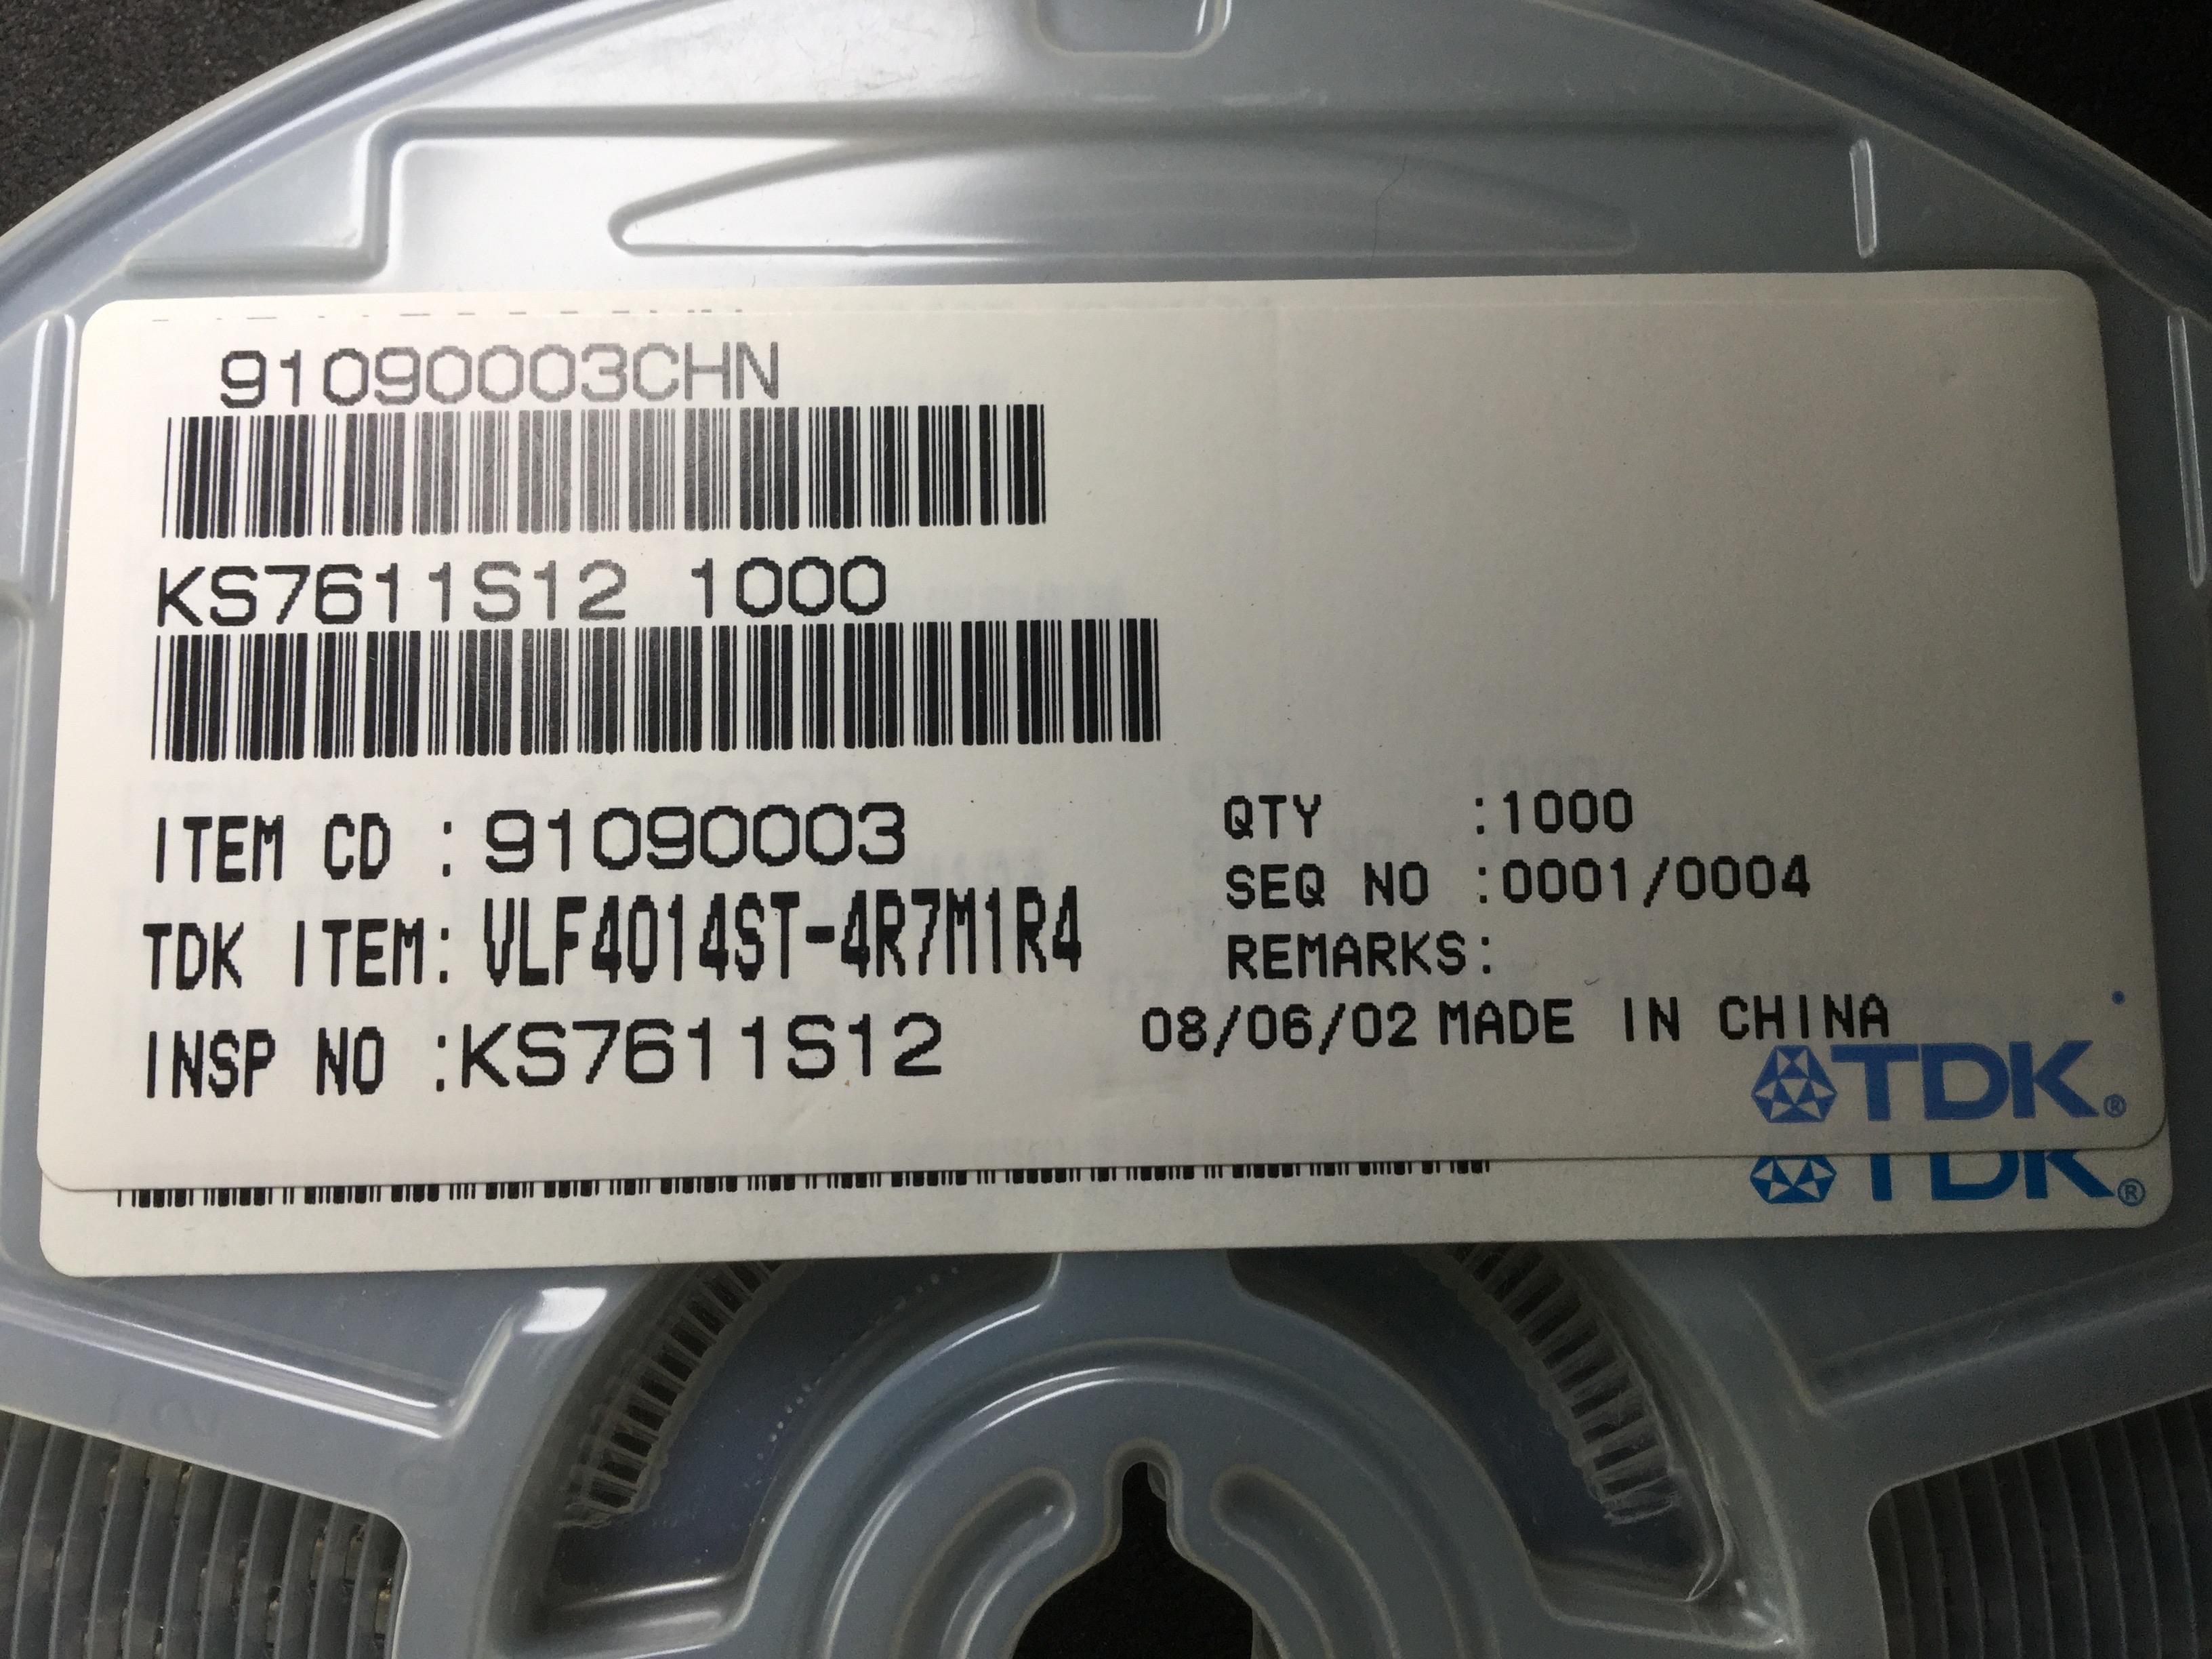 91090003CHN
KS7611S12 1000
ITEM CD : 91090003
TDK ITEM: VLF4014ST-4R7M1R4
INSP NO :KS7611S12
QTY :1000
SEQ NO :0001/0004
REMARKS:
08/06/02 MADE IN CHINA
TDK®
TDK®